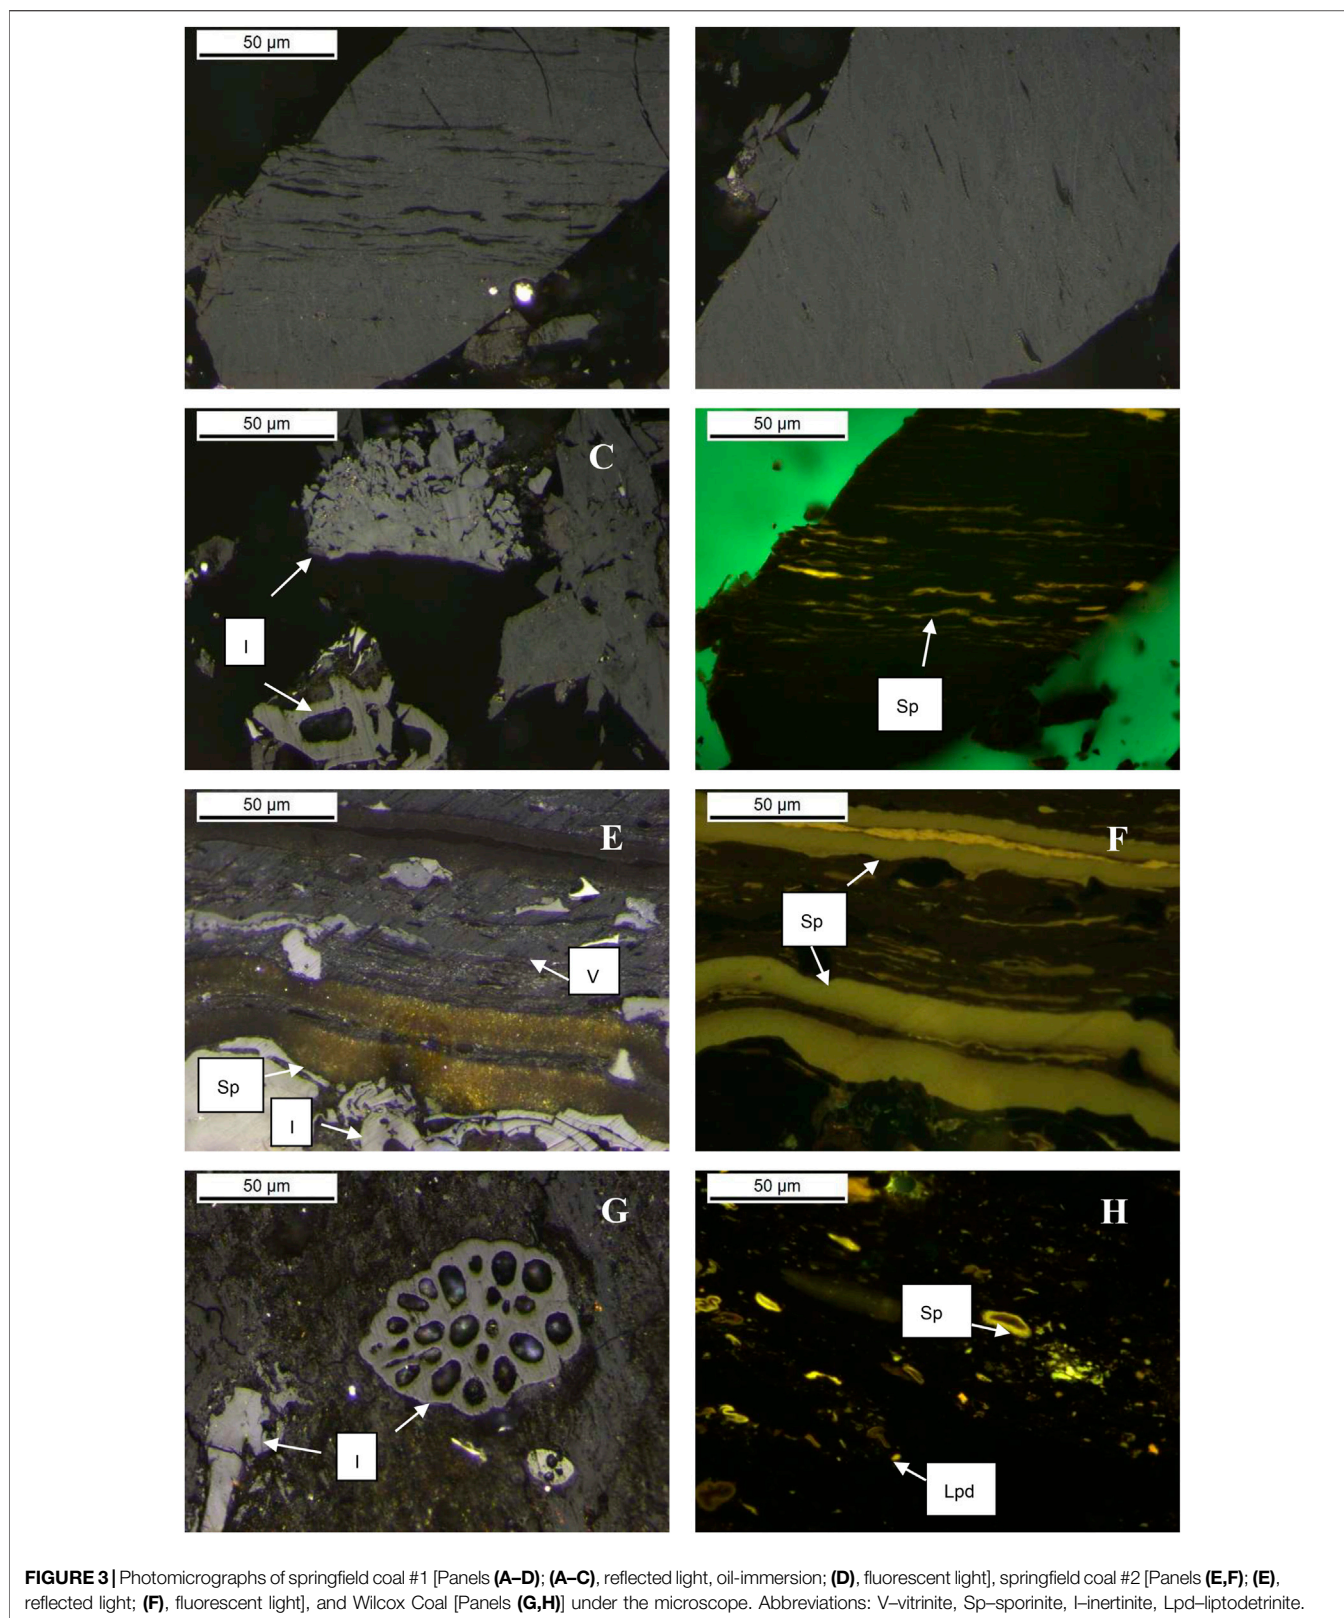 50 µm
50 µm
C
I
50 µm
Sp
50 µm
E
V
Sp
I
50 µm
F
Sp
50 µm
G
I
50 µm
H
Sp
Lpd
FIGURE 3 | Photomicrographs of springfield coal #1 [Panels (A–D); (A–C), reflected light, oil-immersion; (D), fluorescent light], springfield coal #2 [Panels (E,F); (E),
reflected light; (F), fluorescent light], and Wilcox Coal [Panels (G,H)] under the microscope. Abbreviations: V–vitrinite, Sp–sporinite, I–inertinite, Lpd–liptodetrinite.